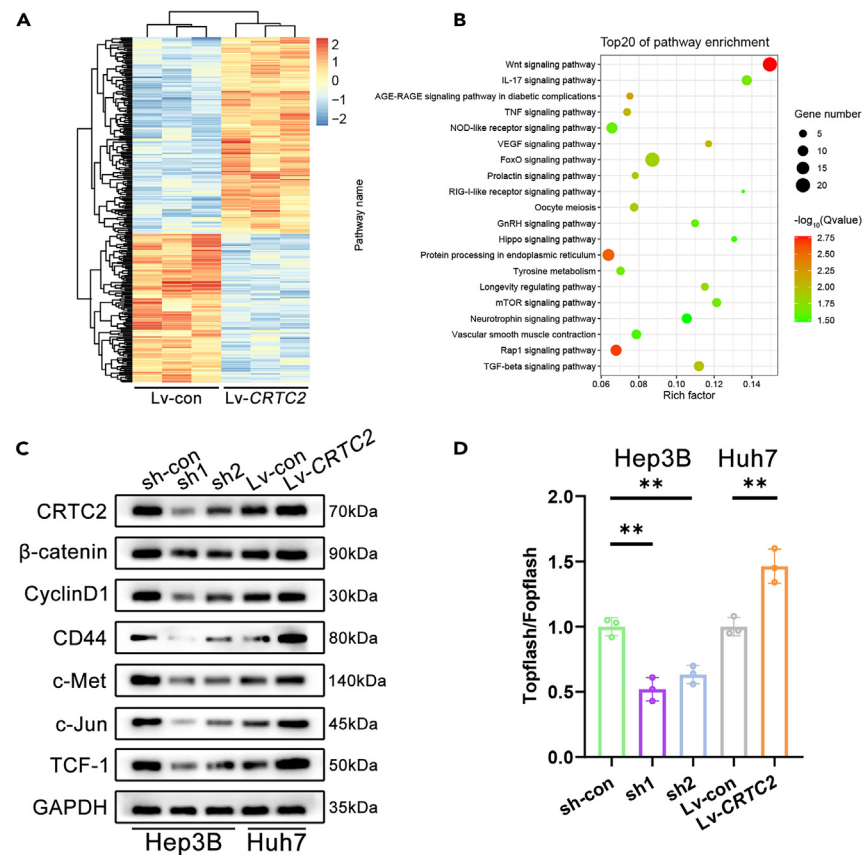 A
2
1
0
−1
−2
Lv-con
Lv-CRTC2
B
Top20 of pathway enrichment
Pathway name
Wnt signaling pathway
IL-17 signaling pathway
AGE-RAGE signaling pathway in diabetic complications
TNF signaling pathway
NOD-like receptor signaling pathway
VEGF signaling pathway
FoxO signaling pathway
Prolactin signaling pathway
RIG-I-like receptor signaling pathway
Oocyte meiosis
GnRH signaling pathway
Hippo signaling pathway
Protein processing in endoplasmic reticulum
Tyrosine metabolism
Longevity regulating pathway
mTOR signaling pathway
Neurotrophin signaling pathway
Vascular smooth muscle contraction
Rap1 signaling pathway
TGF-beta signaling pathway
0.06 0.08 0.10 0.12 0.14
Rich factor
Gene number
5
10
15
20
-log10(Qvalue)
2.75
2.50
2.25
2.00
1.75
1.50
C
sh-con sh1 sh2 Lv-con Lv-CRTC2
CRTC2 70kDa
β-catenin 90kDa
CyclinD1 30kDa
CD44 80kDa
c-Met 140kDa
c-Jun 45kDa
TCF-1 50kDa
GAPDH 35kDa
Hep3B Huh7
D
Hep3B Huh7
** **
**
Topflash/Fopflash
2.0
1.5
1.0
0.5
0.0
sh-con sh1 sh2 Lv-con Lv-CRTC2